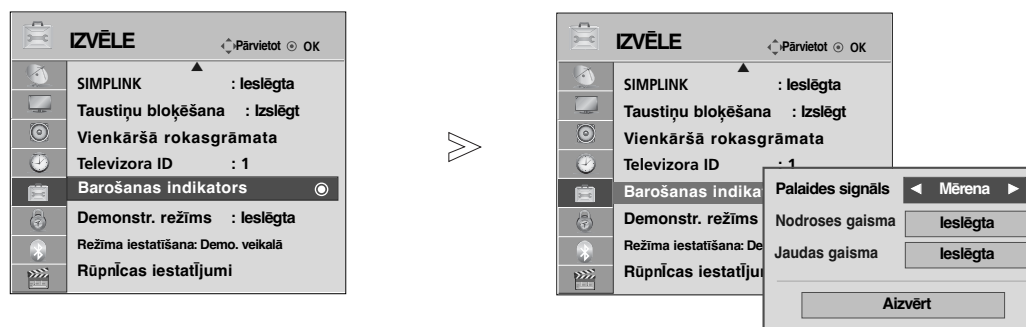 IZVĒLE Pārvietot OK
SIMPLINK : Ieslēgta
Taustiņu bloķēšana : Izslēgt
Vienkāršā rokasgrāmata
Televizora ID : 1
Barošanas indikators
Demonstr. režīms : Ieslēgta
Režīma iestatīšana: Demo. veikalā
Rūpnīcas iestatījumi
IZVĒLE Pārvietot OK
SIMPLINK : Ieslēgta
Taustiņu bloķēšana : Izslēgt
Vienkāršā rokasgrāmata
Televizora ID : 1
Barošanas indika
Demonstr. režīms
Režīma iestatīšana: De
Rūpnīcas iestatīju
Palaides signāls ◀ Mērena ▶
Nodroses gaisma Ieslēgta
Jaudas gaisma Ieslēgta
Aizvērt